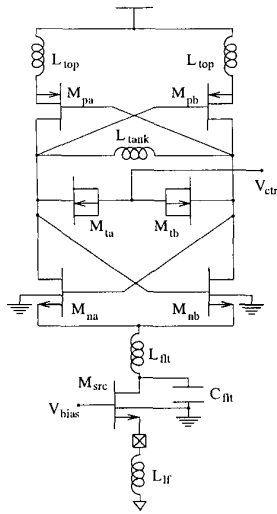 L_top L_top
M_pa M_pb
L_tank
V_ctr
M_ta M_tb
M_na M_nb
L_flt
M_src
C_flt
V_bias
L_lf